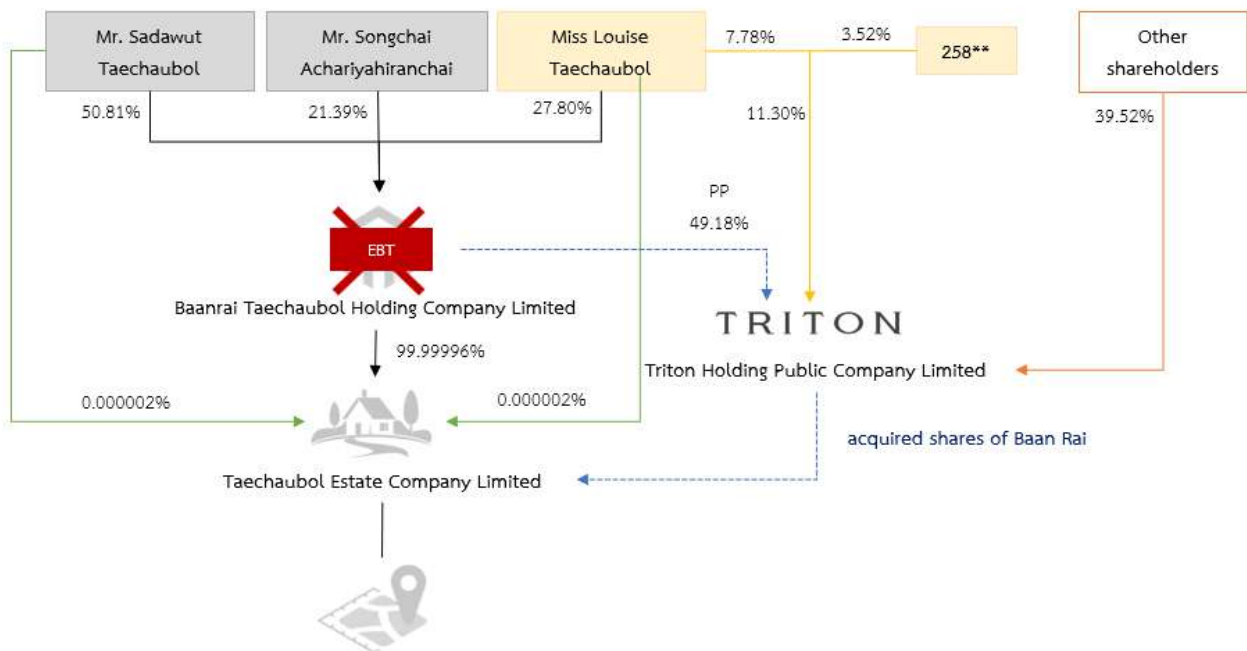 Mr. Sadawut
Taechaubol
Mr. Songchai
Achariyahiranchai
Miss Louise
Taechaubol
7.78%
3.52%
258**
Other
shareholders
50.81%
21.39%
27.80%
11.30%
39.52%
PP
49.18%
EBT
Baanrai Taechaubol Holding Company Limited
TRITON
99.99996%
Triton Holding Public Company Limited
0.000002%
0.000002%
acquired shares of Baan Rai
Taechaubol Estate Company Limited